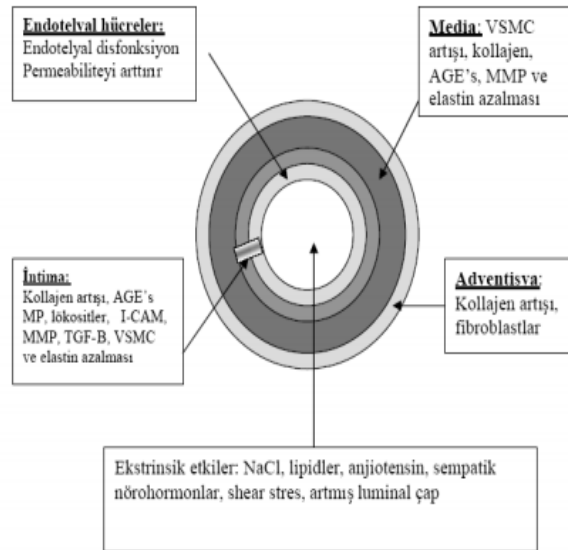 Endotelyal hücreler:
Endotelyal disfonksiyon
Permeabiliteyi arttırır
Media: VSMC
artışı, kollajen,
AGE's, MMP ve
elastin azalması
İntima:
Kollajen artışı, AGE's
MP, lökositler, I-CAM,
MMP, TGF-B, VSMC
ve elastin azalması
Adventisya:
Kollajen artışı,
fibroblastlar
Ekstrinsik etkiler: NaCl, lipidler, anjiotensin, sempatik
nörohormonlar, shear stres, artmış luminal çap